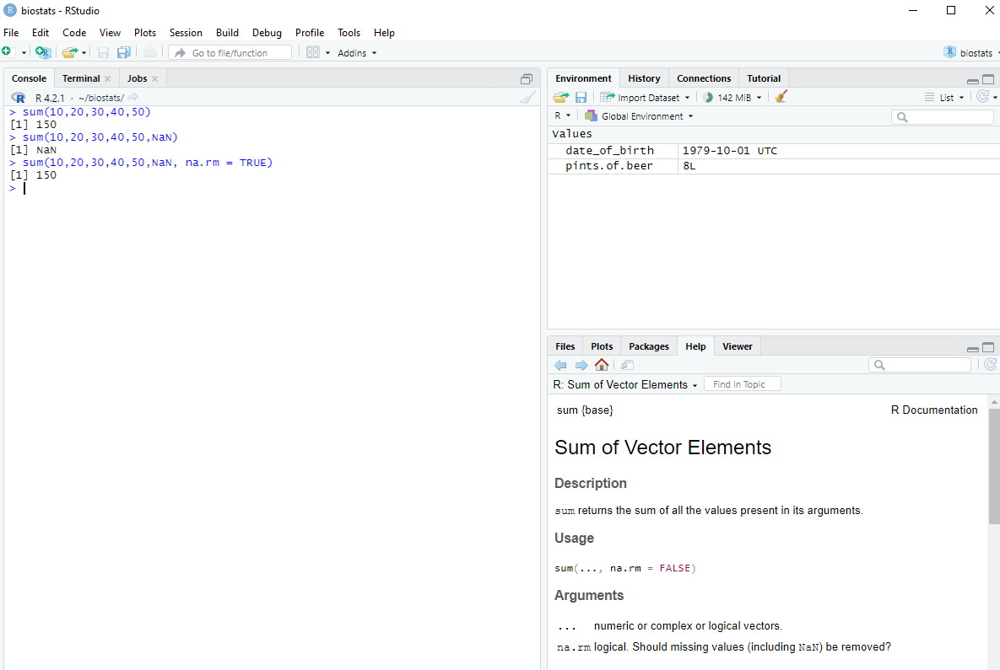 biostats - RStudio
File Edit Code View Plots Session Build Debug Profile Tools Help
Go to file/function Addins biostats
Console Terminal Jobs
R 4.2.1 · ~/biostats/
> sum(10,20,30,40,50)
[1] 150
> sum(10,20,30,40,50,NaN)
[1] NaN
> sum(10,20,30,40,50,NaN, na.rm = TRUE)
[1] 150
>
Environment History Connections Tutorial
Import Dataset 142 MiB List
R Global Environment
Values
date_of_birth 1979-10-01 UTC
pints.of.beer 8L
Files Plots Packages Help Viewer
R: Sum of Vector Elements Find in Topic
sum {base} R Documentation
Sum of Vector Elements
Description
sum returns the sum of all the values present in its arguments.
Usage
sum(..., na.rm = FALSE)
Arguments
... numeric or complex or logical vectors.
na.rm logical. Should missing values (including NaN) be removed?